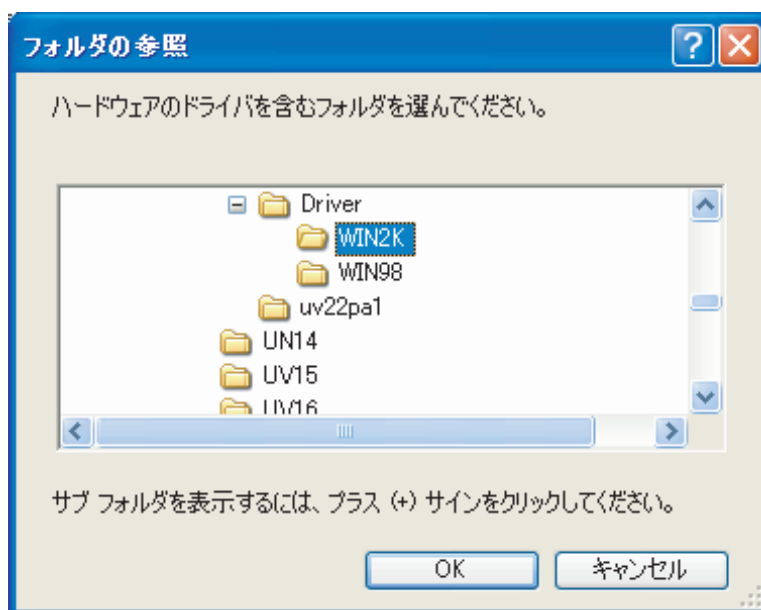 フォルダの参照
ハードウェアのドライバを含むフォルダを選んでください。
Driver
WIN2K
WIN98
uv22pa1
UN14
UV15
UV16
サブ フォルダを表示するには、プラス (+) サインをクリックしてください。
OK
キャンセル